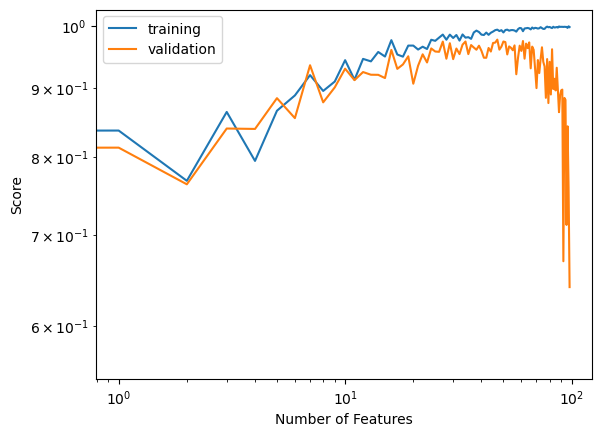 training
validation
10⁰
9 × 10⁻¹
8 × 10⁻¹
7 × 10⁻¹
6 × 10⁻¹
Score
10⁰
10¹
10²
Number of Features